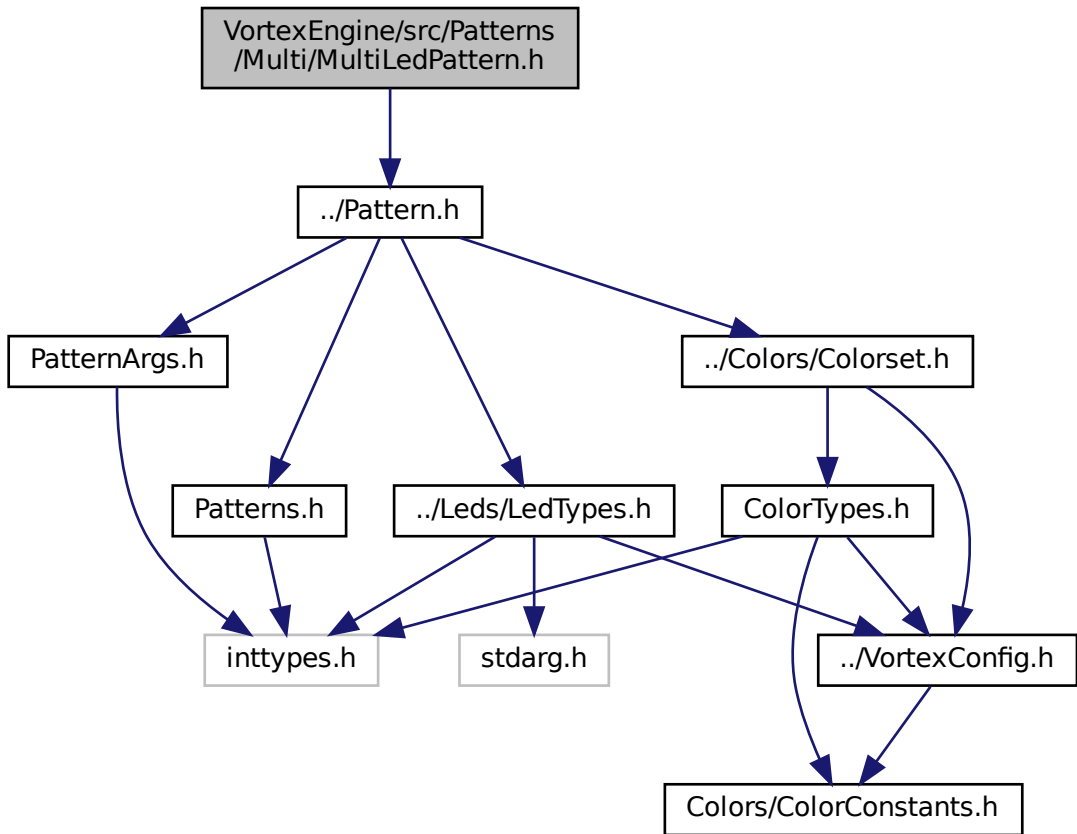 VortexEngine/src/Patterns
/Multi/MultiLedPattern.h
../Pattern.h
PatternArgs.h
../Colors/Colorset.h
Patterns.h
../Leds/LedTypes.h
ColorTypes.h
inttypes.h
stdarg.h
../VortexConfig.h
Colors/ColorConstants.h